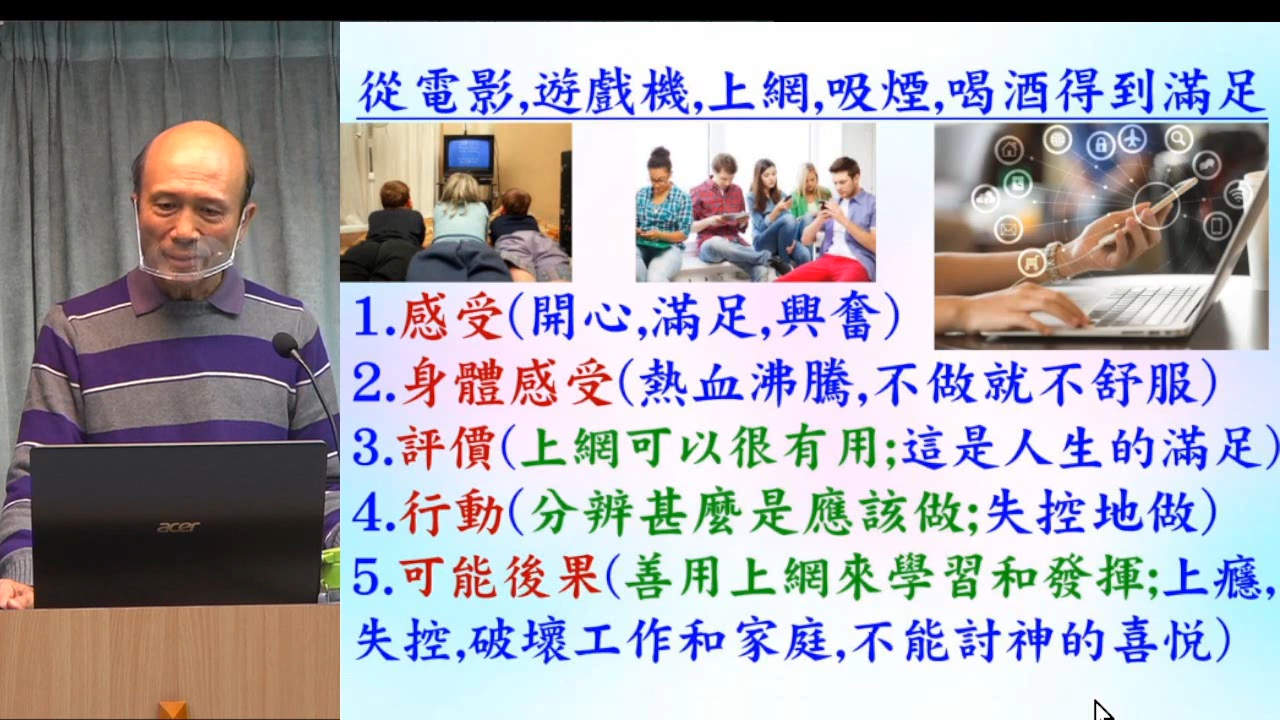 從電影,遊戲機,上網,吸煙,喝酒得到滿足
1.感受(開心,滿足,興奮)
2.身體感受(熱血沸騰,不做就不舒服)
3.評價(上網可以很有用;這是人生的滿足)
4.行動(分辨甚麼是應該做;失控地做)
5.可能後果(善用上網來學習和發揮;上癮,
失控,破壞工作和家庭,不能討神的喜悅)
acer